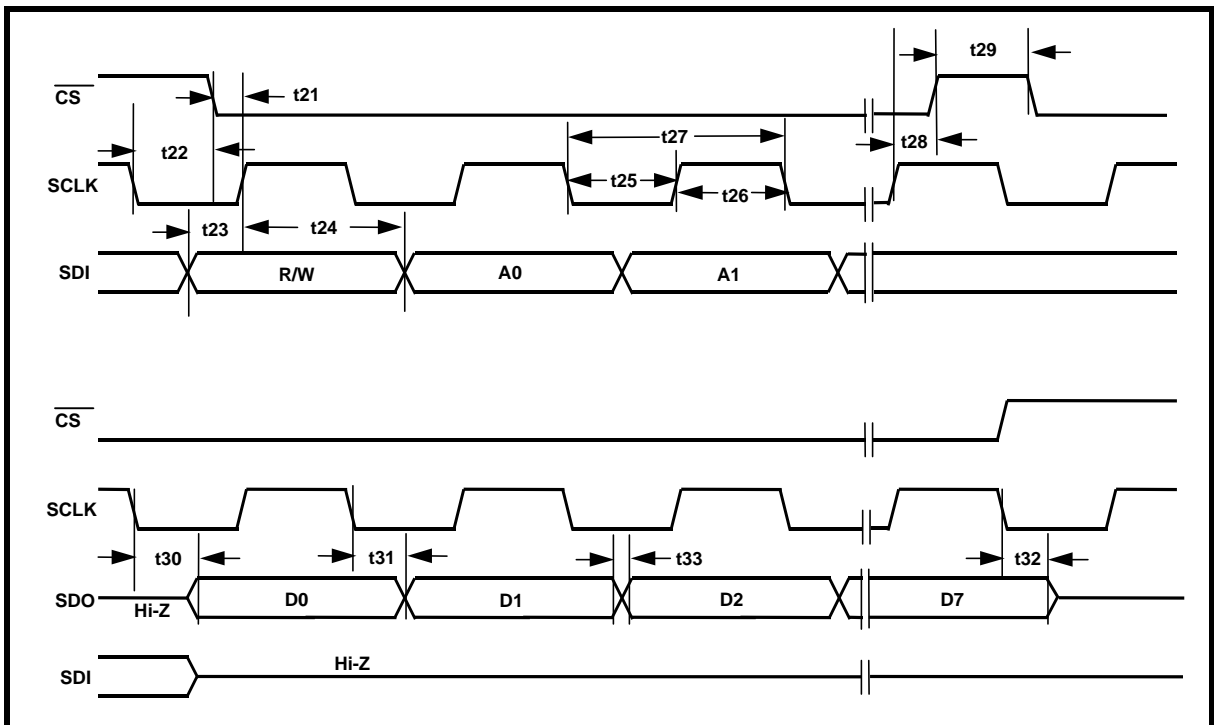 t29
CS
t21
t27
t22
t28
SCLK
t25
t26
t23
t24
SDI
R/W
A0
A1
CS
SCLK
t30
t31
t33
t32
SDO
Hi-Z
D0
D1
D2
D7
Hi-Z
SDI